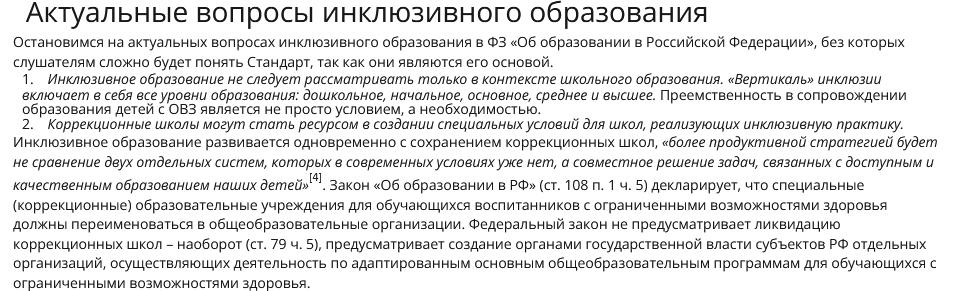 Актуальные вопросы инклюзивного образования
Остановимся на актуальных вопросах инклюзивного образования в ФЗ «Об образовании в Российской Федерации», без которых
слушателям сложно будет понять Стандарт, так как они являются его основой.
1. Инклюзивное образование не следует рассматривать только в контексте школьного образования. «Вертикаль» инклюзии
включает в себя все уровни образования: дошкольное, начальное, основное, среднее и высшее. Преемственность в сопровождении
образования детей с ОВЗ является не просто условием, а необходимостью.
2. Коррекционные школы могут стать ресурсом в создании специальных условий для школ, реализующих инклюзивную практику.
Инклюзивное образование развивается одновременно с сохранением коррекционных школ, «более продуктивной стратегией будет
не сравнение двух отдельных систем, которых в современных условиях уже нет, а совместное решение задач, связанных с доступным и
качественным образованием наших детей»[4]. Закон «Об образовании в РФ» (ст. 108 п. 1 ч. 5) декларирует, что специальные
(коррекционные) образовательные учреждения для обучающихся воспитанников с ограниченными возможностями здоровья
должны переименоваться в общеобразовательные организации. Федеральный закон не предусматривает ликвидацию
коррекционных школ – наоборот (ст. 79 ч. 5), предусматривает создание органами государственной власти субъектов РФ отдельных
организаций, осуществляющих деятельность по адаптированным основным общеобразовательным программам для обучающихся с
ограниченными возможностями здоровья.